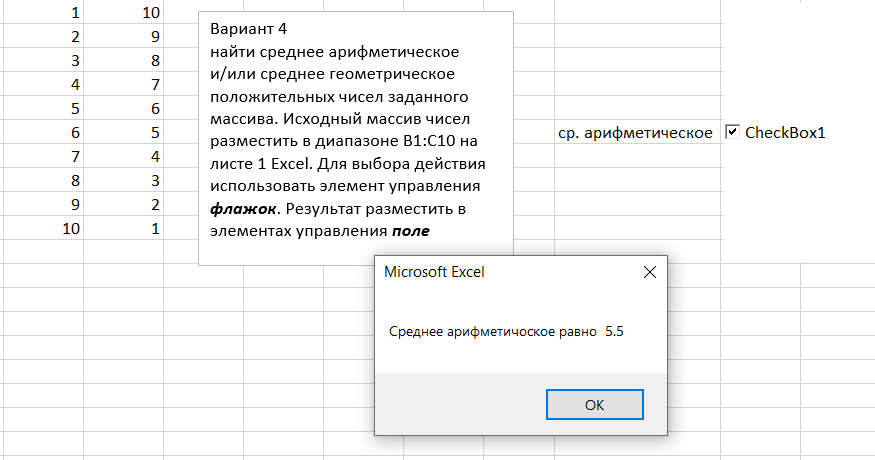 1 10
2 9
3 8
4 7
5 6
6 5
7 4
8 3
9 2
10 1
Вариант 4
найти среднее арифметическое
и/или среднее геометрическое
положительных чисел заданного
массива. Исходный массив чисел
разместить в диапазоне B1:C10 на
листе 1 Excel. Для выбора действия
использовать элемент управления
флажок. Результат разместить в
элементах управления поле
ср. арифметическое
CheckBox1
Microsoft Excel
Среднее арифметичоское равно 5.5
OK